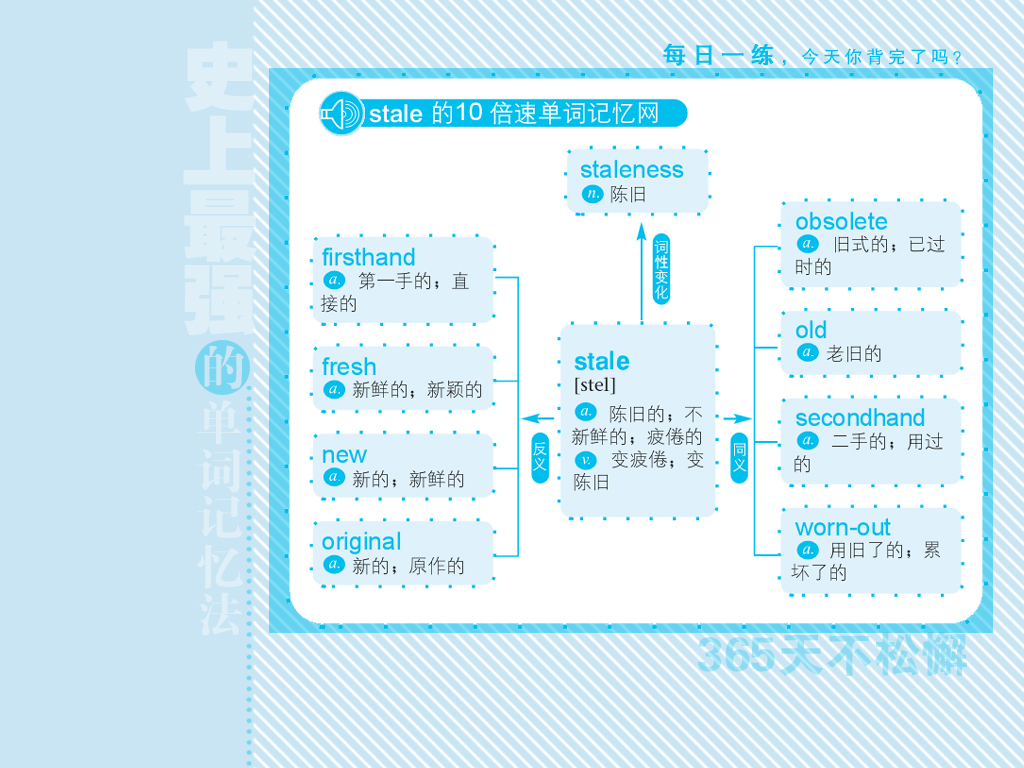 每日一练，今天你背完了吗?
史上最强的单词记忆法
stale 的10 倍速单词记忆网
staleness
n. 陈旧
词性变化
firsthand
a. 第一手的；直
接的
fresh
a. 新鲜的；新颖的
new
a. 新的；新鲜的
original
a. 新的；原作的
反义
stale
[stel]
a. 陈旧的；不
新鲜的；疲倦的
v. 变疲倦；变
陈旧
同义
obsolete
a. 旧式的；已过
时的
old
a. 老旧的
secondhand
a. 二手的；用过
的
worn-out
a. 用旧了的；累
坏了的
365天不松懈